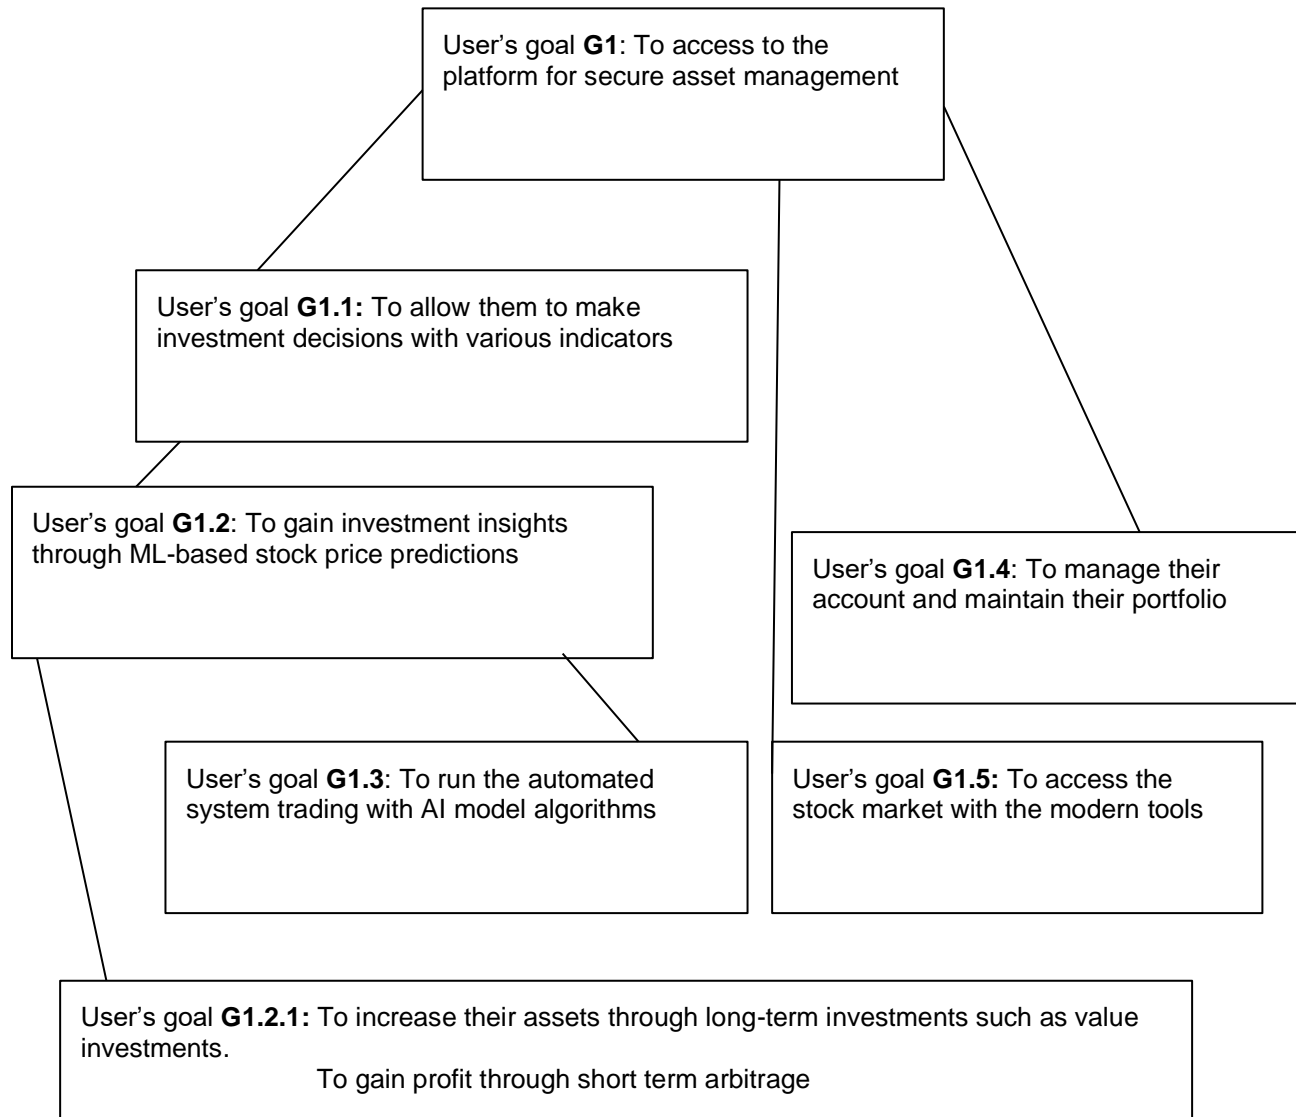 User’s goal G1: To access to the
platform for secure asset management
User’s goal G1.1: To allow them to make
investment decisions with various indicators
User’s goal G1.2: To gain investment insights
through ML-based stock price predictions
User’s goal G1.4: To manage their
account and maintain their portfolio
User’s goal G1.3: To run the automated
system trading with AI model algorithms
User’s goal G1.5: To access the
stock market with the modern tools
User’s goal G1.2.1: To increase their assets through long-term investments such as value
investments.
To gain profit through short term arbitrage